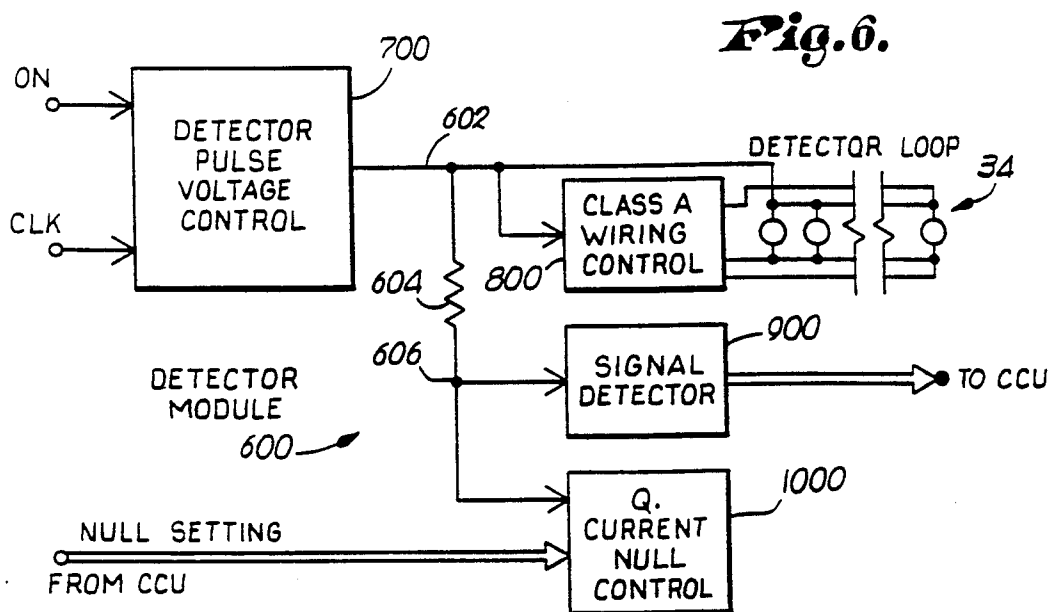 Fig. 6.
ON
CLK
700
DETECTOR
PULSE
VOLTAGE
CONTROL
602
DETECTOR LOOP
34
CLASS A
WIRING
CONTROL
800
604
606
900
SIGNAL
DETECTOR
TO CCU
DETECTOR
MODULE
600
1000
Q.
CURRENT
NULL
CONTROL
NULL SETTING
FROM CCU